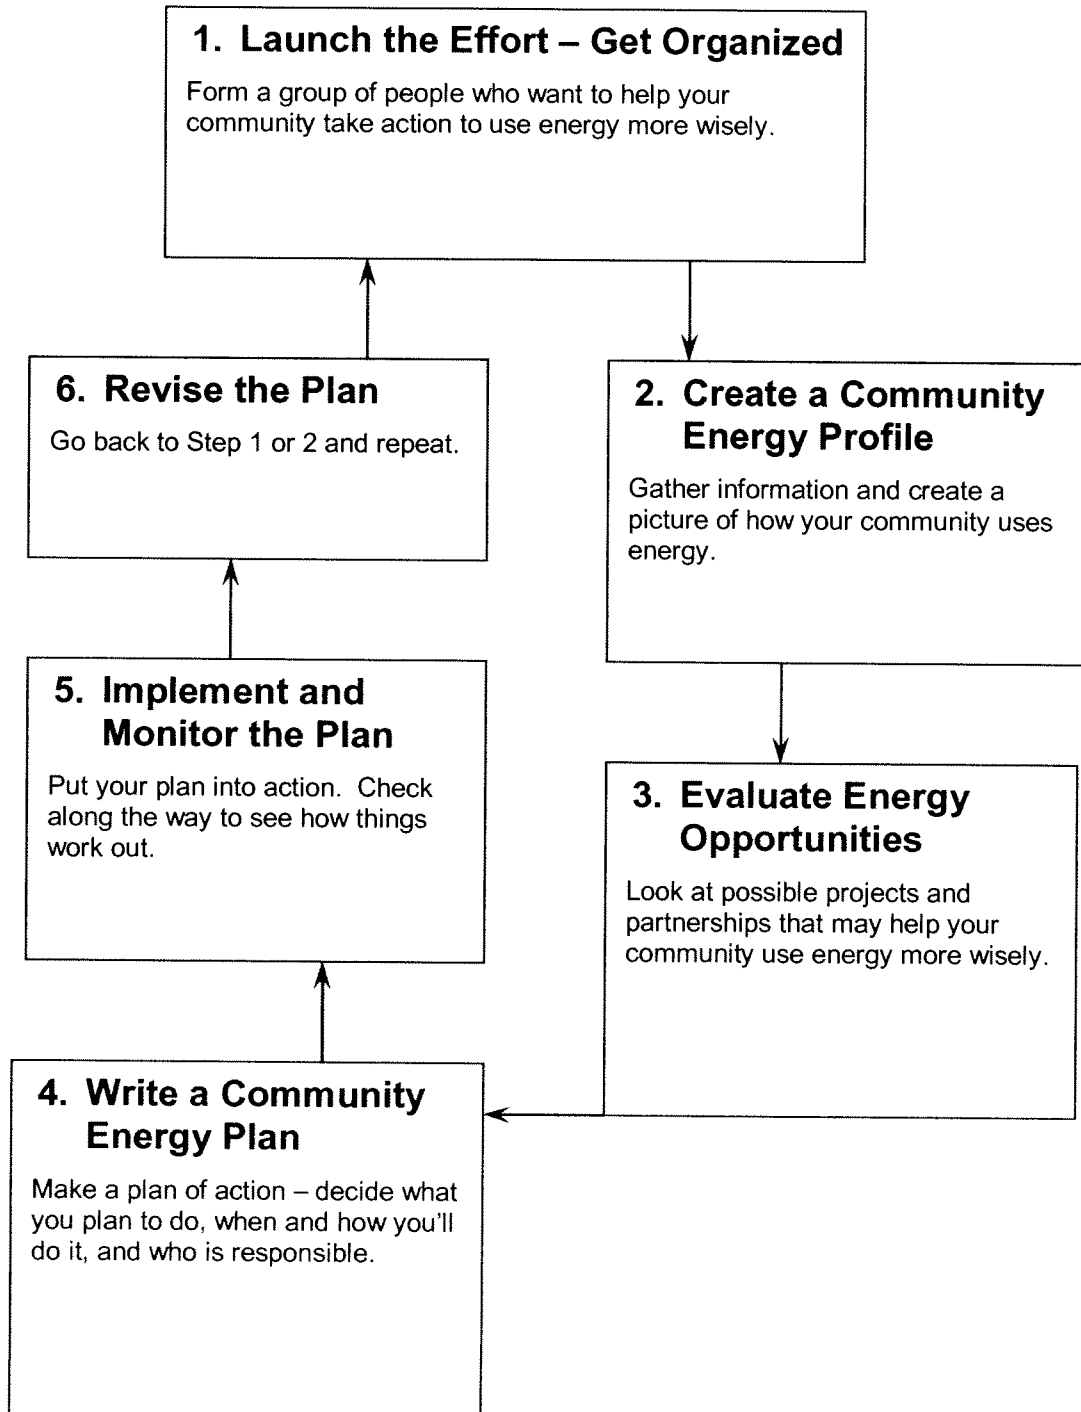 1. Launch the Effort – Get Organized
Form a group of people who want to help your
community take action to use energy more wisely.
2. Create a Community
Energy Profile
Gather information and create a
picture of how your community uses
energy.
3. Evaluate Energy
Opportunities
Look at possible projects and
partnerships that may help your
community use energy more wisely.
4. Write a Community
Energy Plan
Make a plan of action – decide what
you plan to do, when and how you'll
do it, and who is responsible.
5. Implement and
Monitor the Plan
Put your plan into action.  Check
along the way to see how things
work out.
6. Revise the Plan
Go back to Step 1 or 2 and repeat.